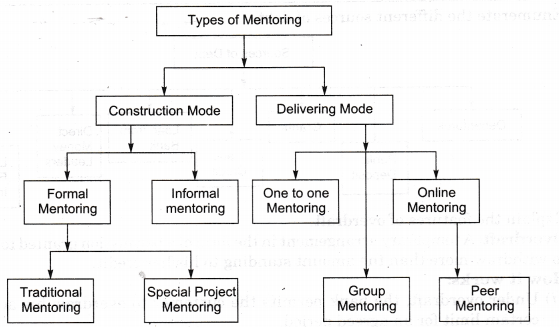 Types of Mentoring
Construction Mode
Delivering Mode
Formal
Mentoring
Informal
mentoring
One to one
Mentoring
Online
Mentoring
Traditional
Mentoring
Special Project
Mentoring
Group
Mentoring
Peer
Mentoring